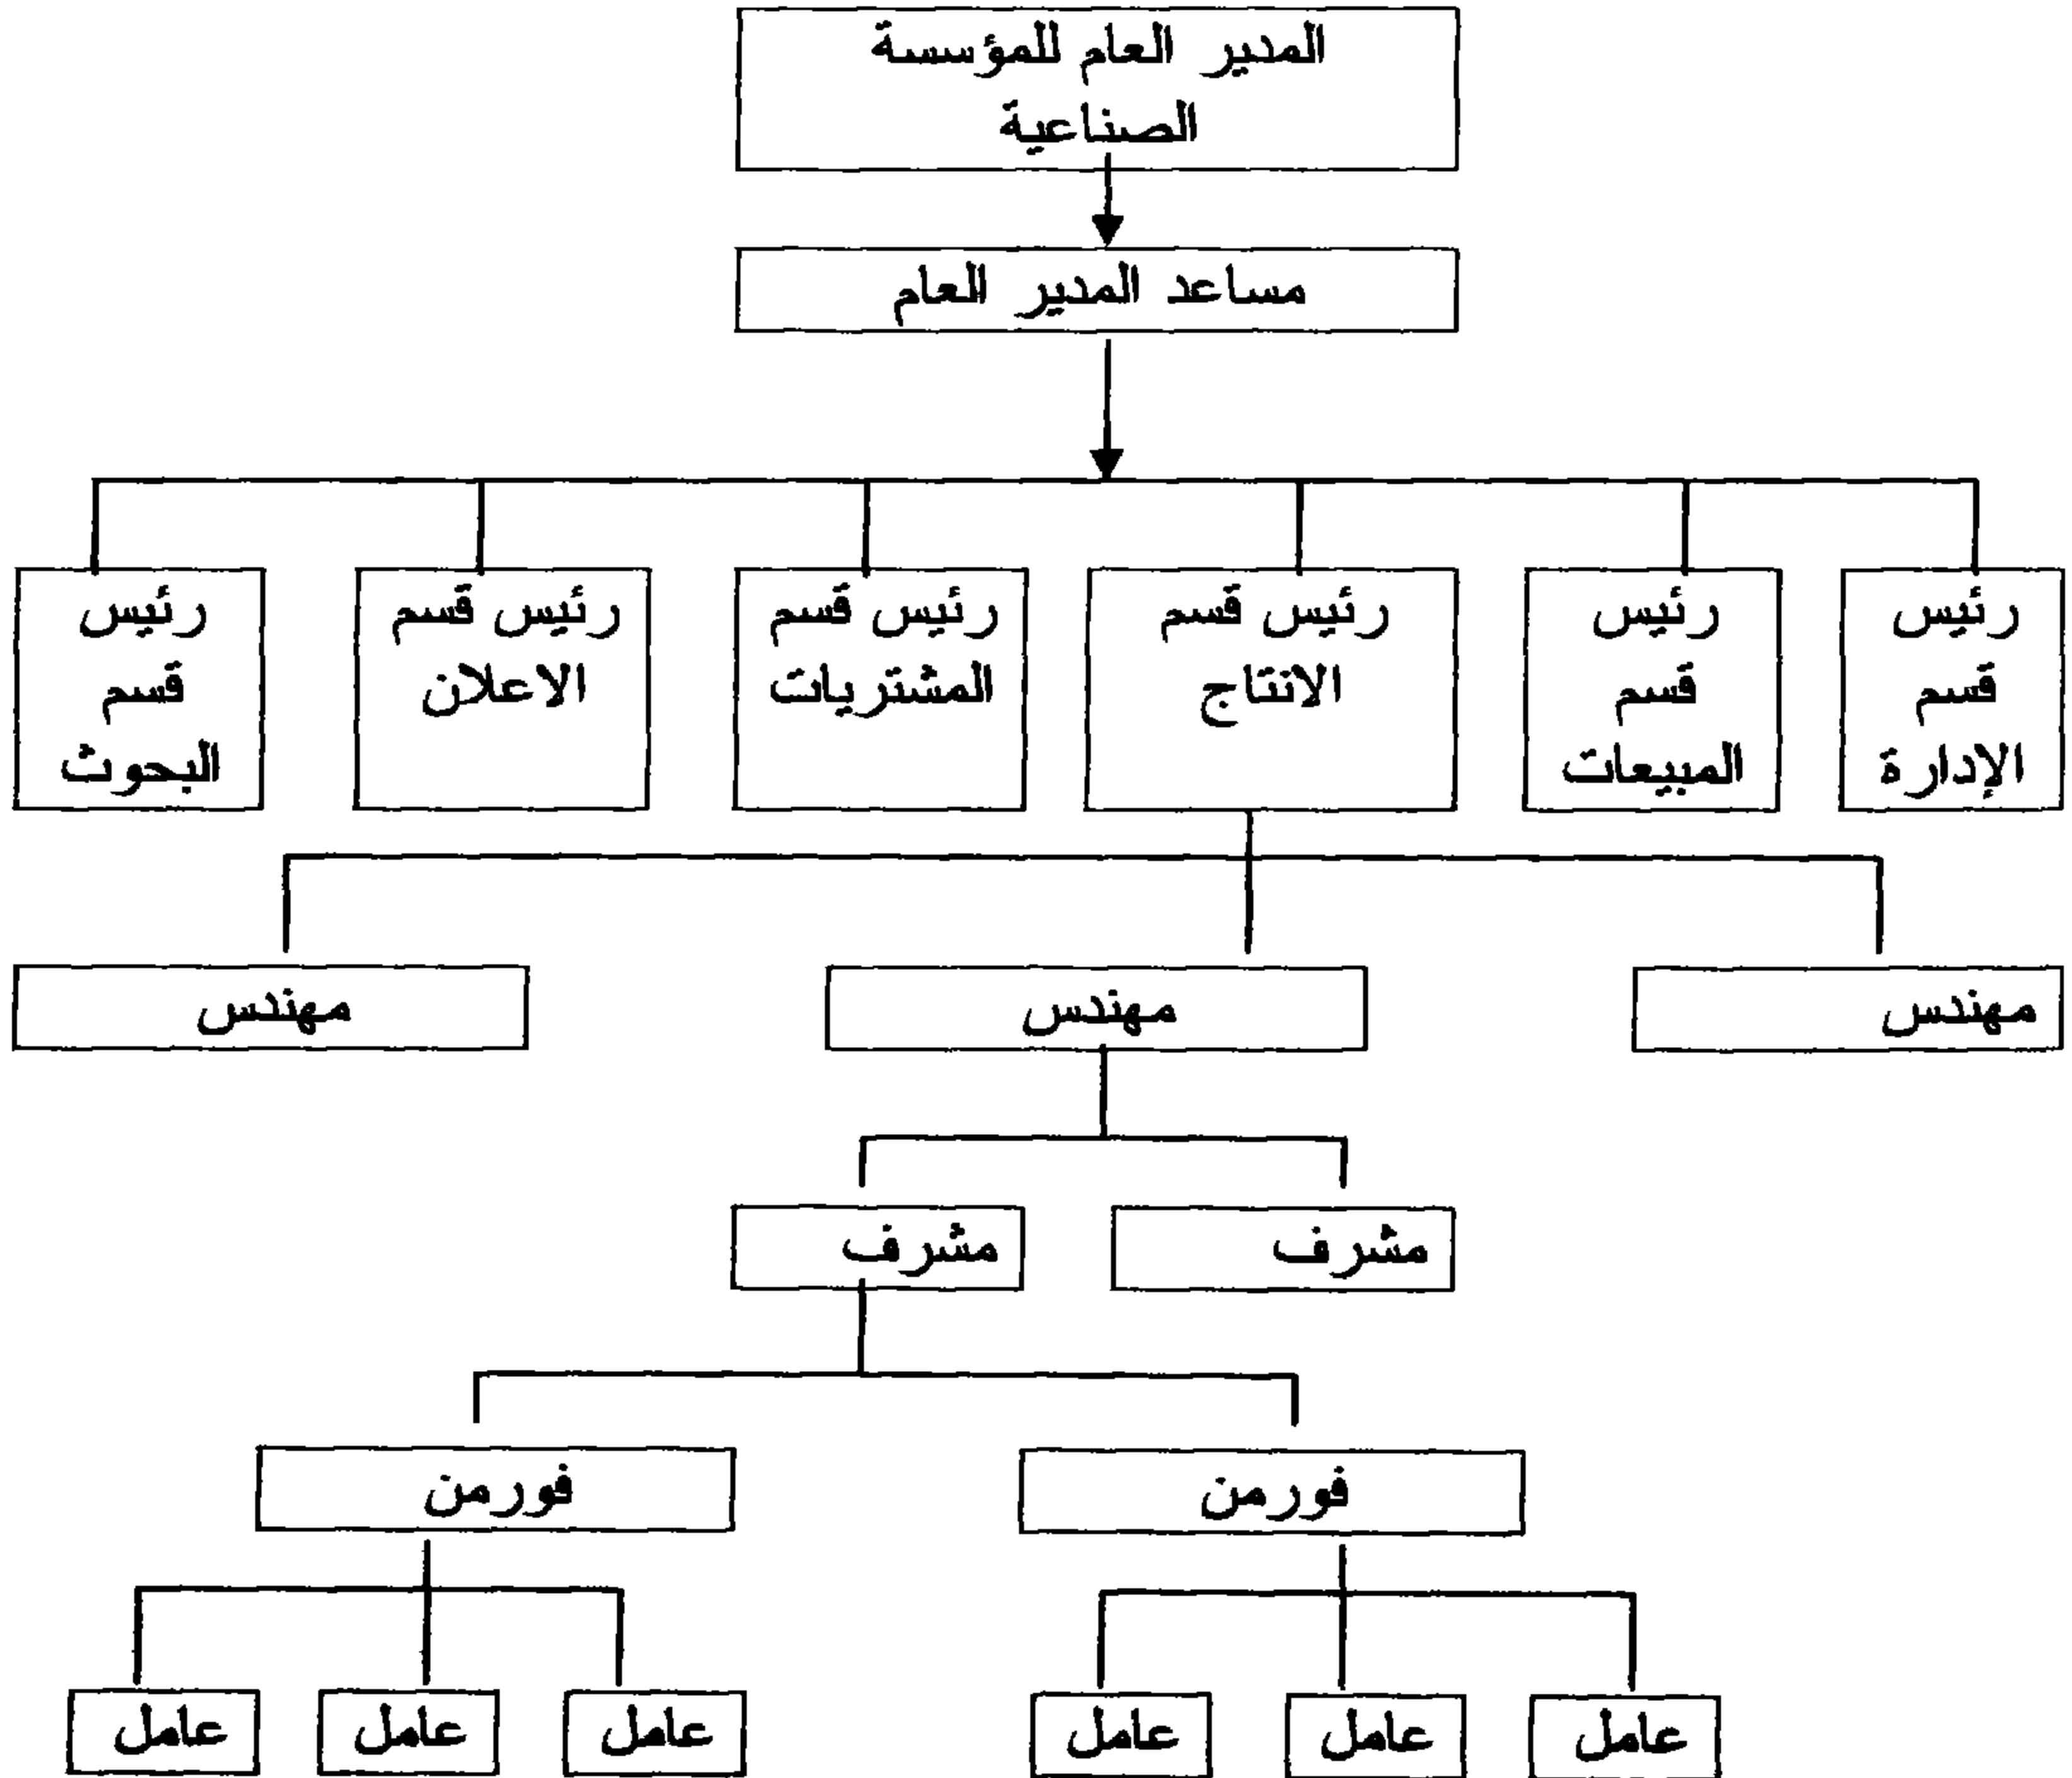 المدير العام للمؤسسة
الصناعية
مساعد المدير العام
رئيس
قسم
الإدارة
رئيس
قسم
المبيعات
رئيس قسم
الانتاج
رئيس قسم
المشتريات
رئيس قسم
الاعلان
رئيس
قسم
البحوث
مهندس
مهندس
مهندس
مشرف
مشرف
فورمن
فورمن
عامل
عامل
عامل
عامل
عامل
عامل